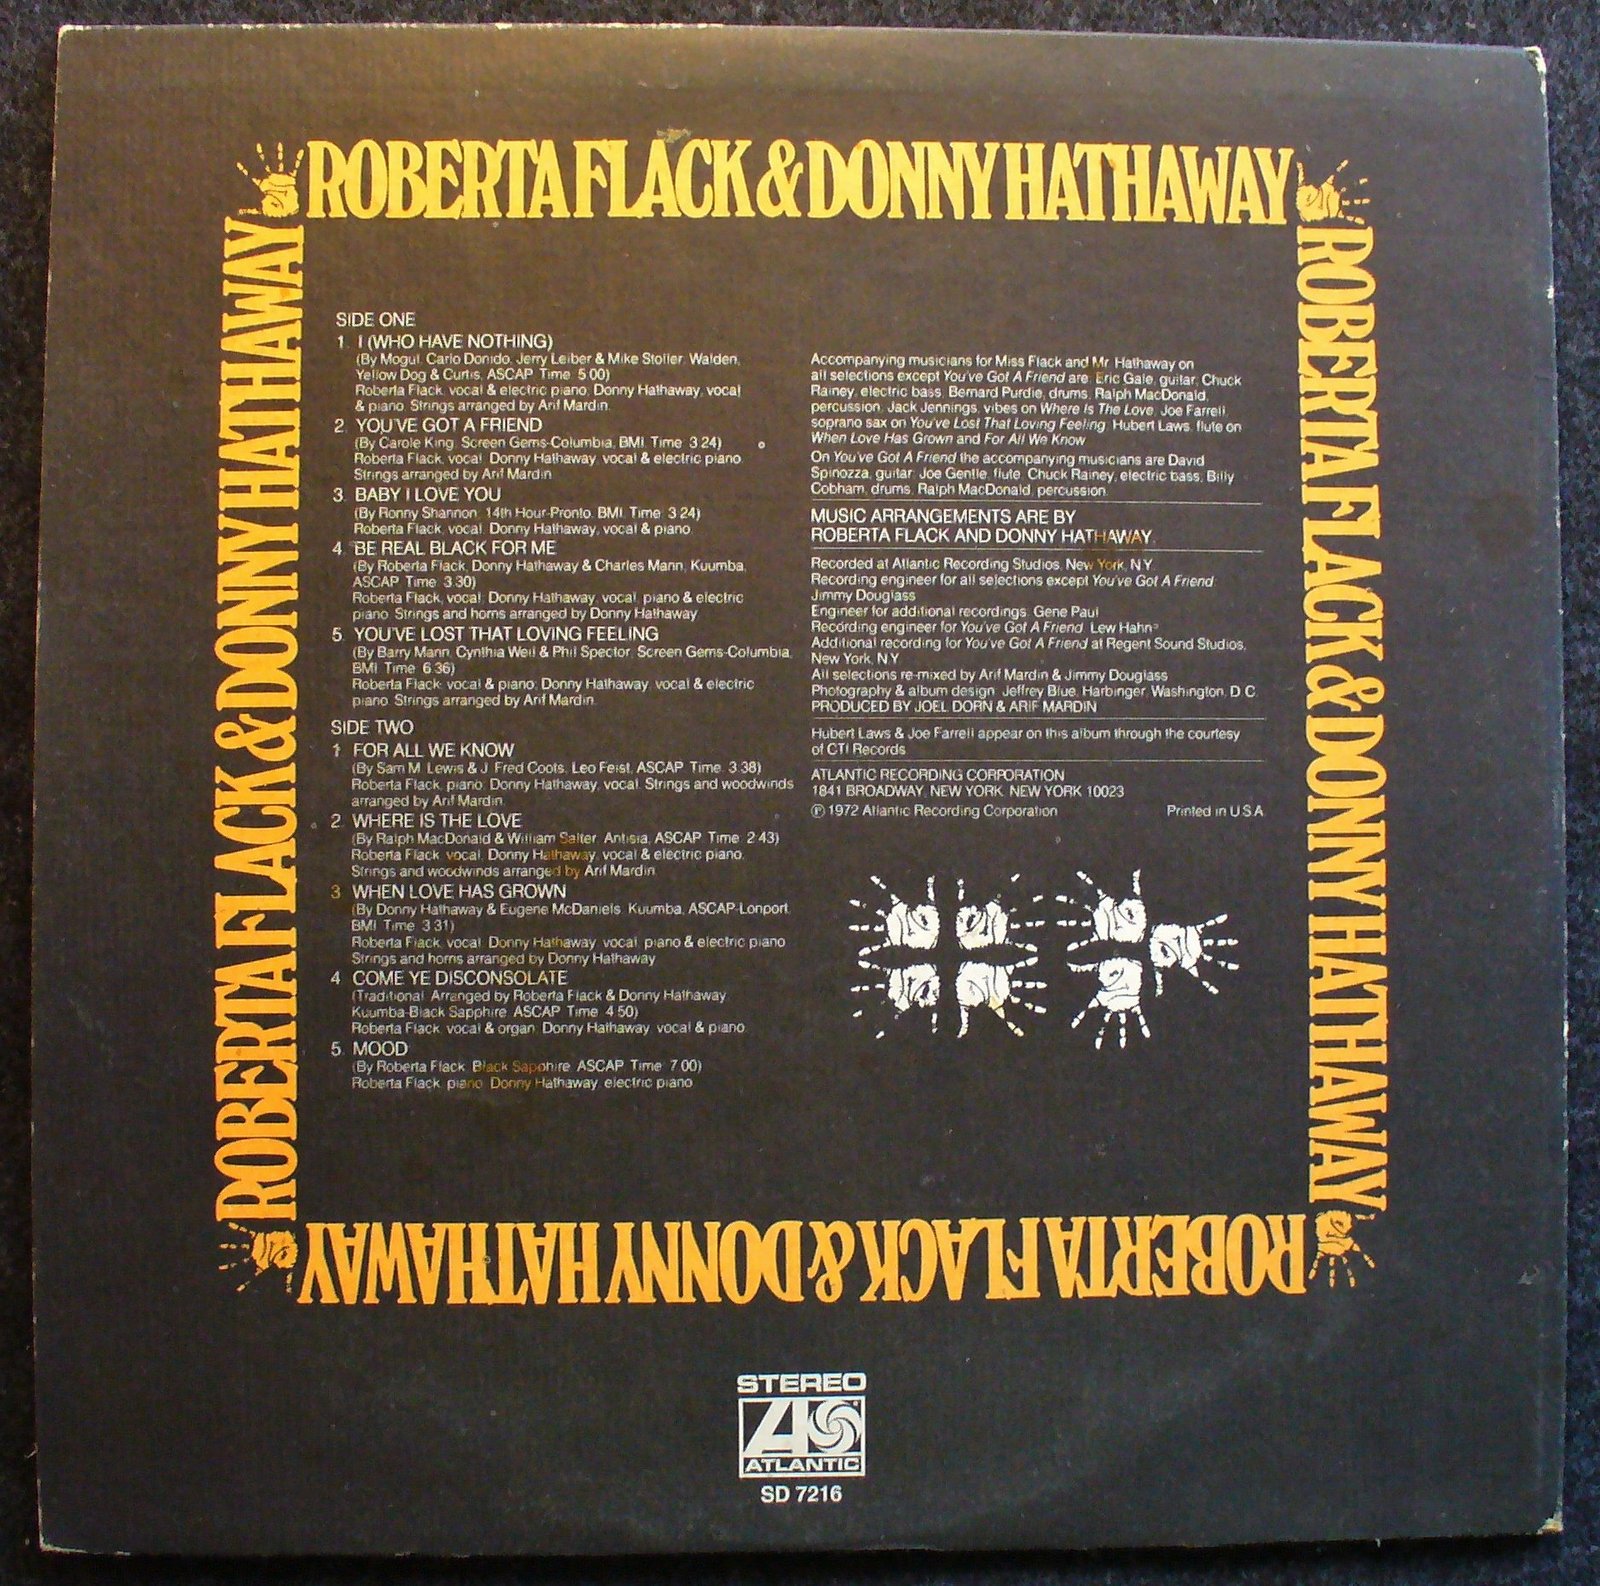 ROBERTA FLACK & DONNY HATHAWAY
ROBERTA FLACK & DONNY HATHAWAY
ROBERTA FLACK & DONNY HATHAWAY
ROBERTA FLACK & DONNY HATHAWAY
SIDE ONE
1. I (WHO HAVE NOTHING)
(By Mogul, Carlo Donido, Jerry Leiber & Mike Stoller, Walden,
Yellow Dog & Curtis, ASCAP Time: 5:00)
Roberta Flack, vocal & electric piano, Donny Hathaway, vocal
& piano. Strings arranged by Arif Mardin.
2. YOU'VE GOT A FRIEND
(By Carole King, Screen Gems-Columbia, BMI. Time: 3:24)
Roberta Flack, vocal. Donny Hathaway, vocal & electric piano.
Strings arranged by Arif Mardin.
3. BABY I LOVE YOU
(By Ronny Shannon, 14th Hour-Pronto, BMI. Time: 3:24)
Roberta Flack, vocal. Donny Hathaway, vocal & piano.
4. BE REAL BLACK FOR ME
(By Roberta Flack, Donny Hathaway & Charles Mann, Kuumba,
ASCAP Time: 3:30)
Roberta Flack, vocal; Donny Hathaway, vocal, piano & electric
piano. Strings and horns arranged by Donny Hathaway
5. YOU'VE LOST THAT LOVING FEELING
(By Barry Mann, Cynthia Weil & Phil Spector, Screen Gems-Columbia,
BMI Time: 6:36)
Roberta Flack, vocal & piano; Donny Hathaway, vocal & electric
piano. Strings arranged by Arif Mardin.
SIDE TWO
1. FOR ALL WE KNOW
(By Sam M. Lewis & J. Fred Coots, Leo Feist, ASCAP Time: 3:38)
Roberta Flack, piano; Donny Hathaway, vocal. Strings and woodwinds
arranged by Arif Mardin.
2. WHERE IS THE LOVE
(By Ralph MacDonald & William Salter, Antisia, ASCAP Time: 2:43)
Roberta Flack, vocal, Donny Hathaway, vocal & electric piano.
Strings and woodwinds arranged by Arif Mardin
3. WHEN LOVE HAS GROWN
(By Donny Hathaway & Eugene McDaniels, Kuumba, ASCAP-Lonport,
BMI Time: 3:31)
Roberta Flack, vocal. Donny Hathaway, vocal, piano & electric piano
Strings and horns arranged by Donny Hathaway
4. COME YE DISCONSOLATE
(Traditional. Arranged by Roberta Flack & Donny Hathaway
Kuumba-Black Sapphire, ASCAP Time: 4:50)
Roberta Flack, vocal & organ, Donny Hathaway, vocal & piano
5. MOOD
(By Roberta Flack, Black Sapphire, ASCAP Time: 7:00)
Roberta Flack, piano. Donny Hathaway, electric piano
Accompanying musicians for Miss Flack and Mr. Hathaway on
all selections except You've Got A Friend are: Eric Gale, guitar, Chuck
Rainey, electric bass, Bernard Purdie, drums, Ralph MacDonald,
percussion, Jack Jennings, vibes on Where Is The Love, Joe Farrell,
soprano sax on You've Lost That Loving Feeling, Hubert Laws, flute on
When Love Has Grown and For All We Know
On You've Got A Friend the accompanying musicians are David
Spinozza, guitar, Joe Gentle, flute, Chuck Rainey, electric bass, Billy
Cobham, drums, Ralph MacDonald, percussion.
MUSIC ARRANGEMENTS ARE BY
ROBERTA FLACK AND DONNY HATHAWAY.
Recorded at Atlantic Recording Studios, New York, N.Y.
Recording engineer for all selections except You've Got A Friend:
Jimmy Douglass
Engineer for additional recordings: Gene Paul
Recording engineer for You've Got A Friend: Lew Hahn
Additional recording for You've Got A Friend at Regent Sound Studios,
New York, N.Y.
All selections re-mixed by Arif Mardin & Jimmy Douglass
Photography & album design: Jeffrey Blue, Harbinger, Washington, D.C.
PRODUCED BY JOEL DORN & ARIF MARDIN
Hubert Laws & Joe Farrell appear on this album through the courtesy
of CTI Records
ATLANTIC RECORDING CORPORATION
1841 BROADWAY, NEW YORK, NEW YORK 10023
℗ 1972 Atlantic Recording Corporation Printed in U.S.A.
STEREO
A
ATLANTIC
SD 7216